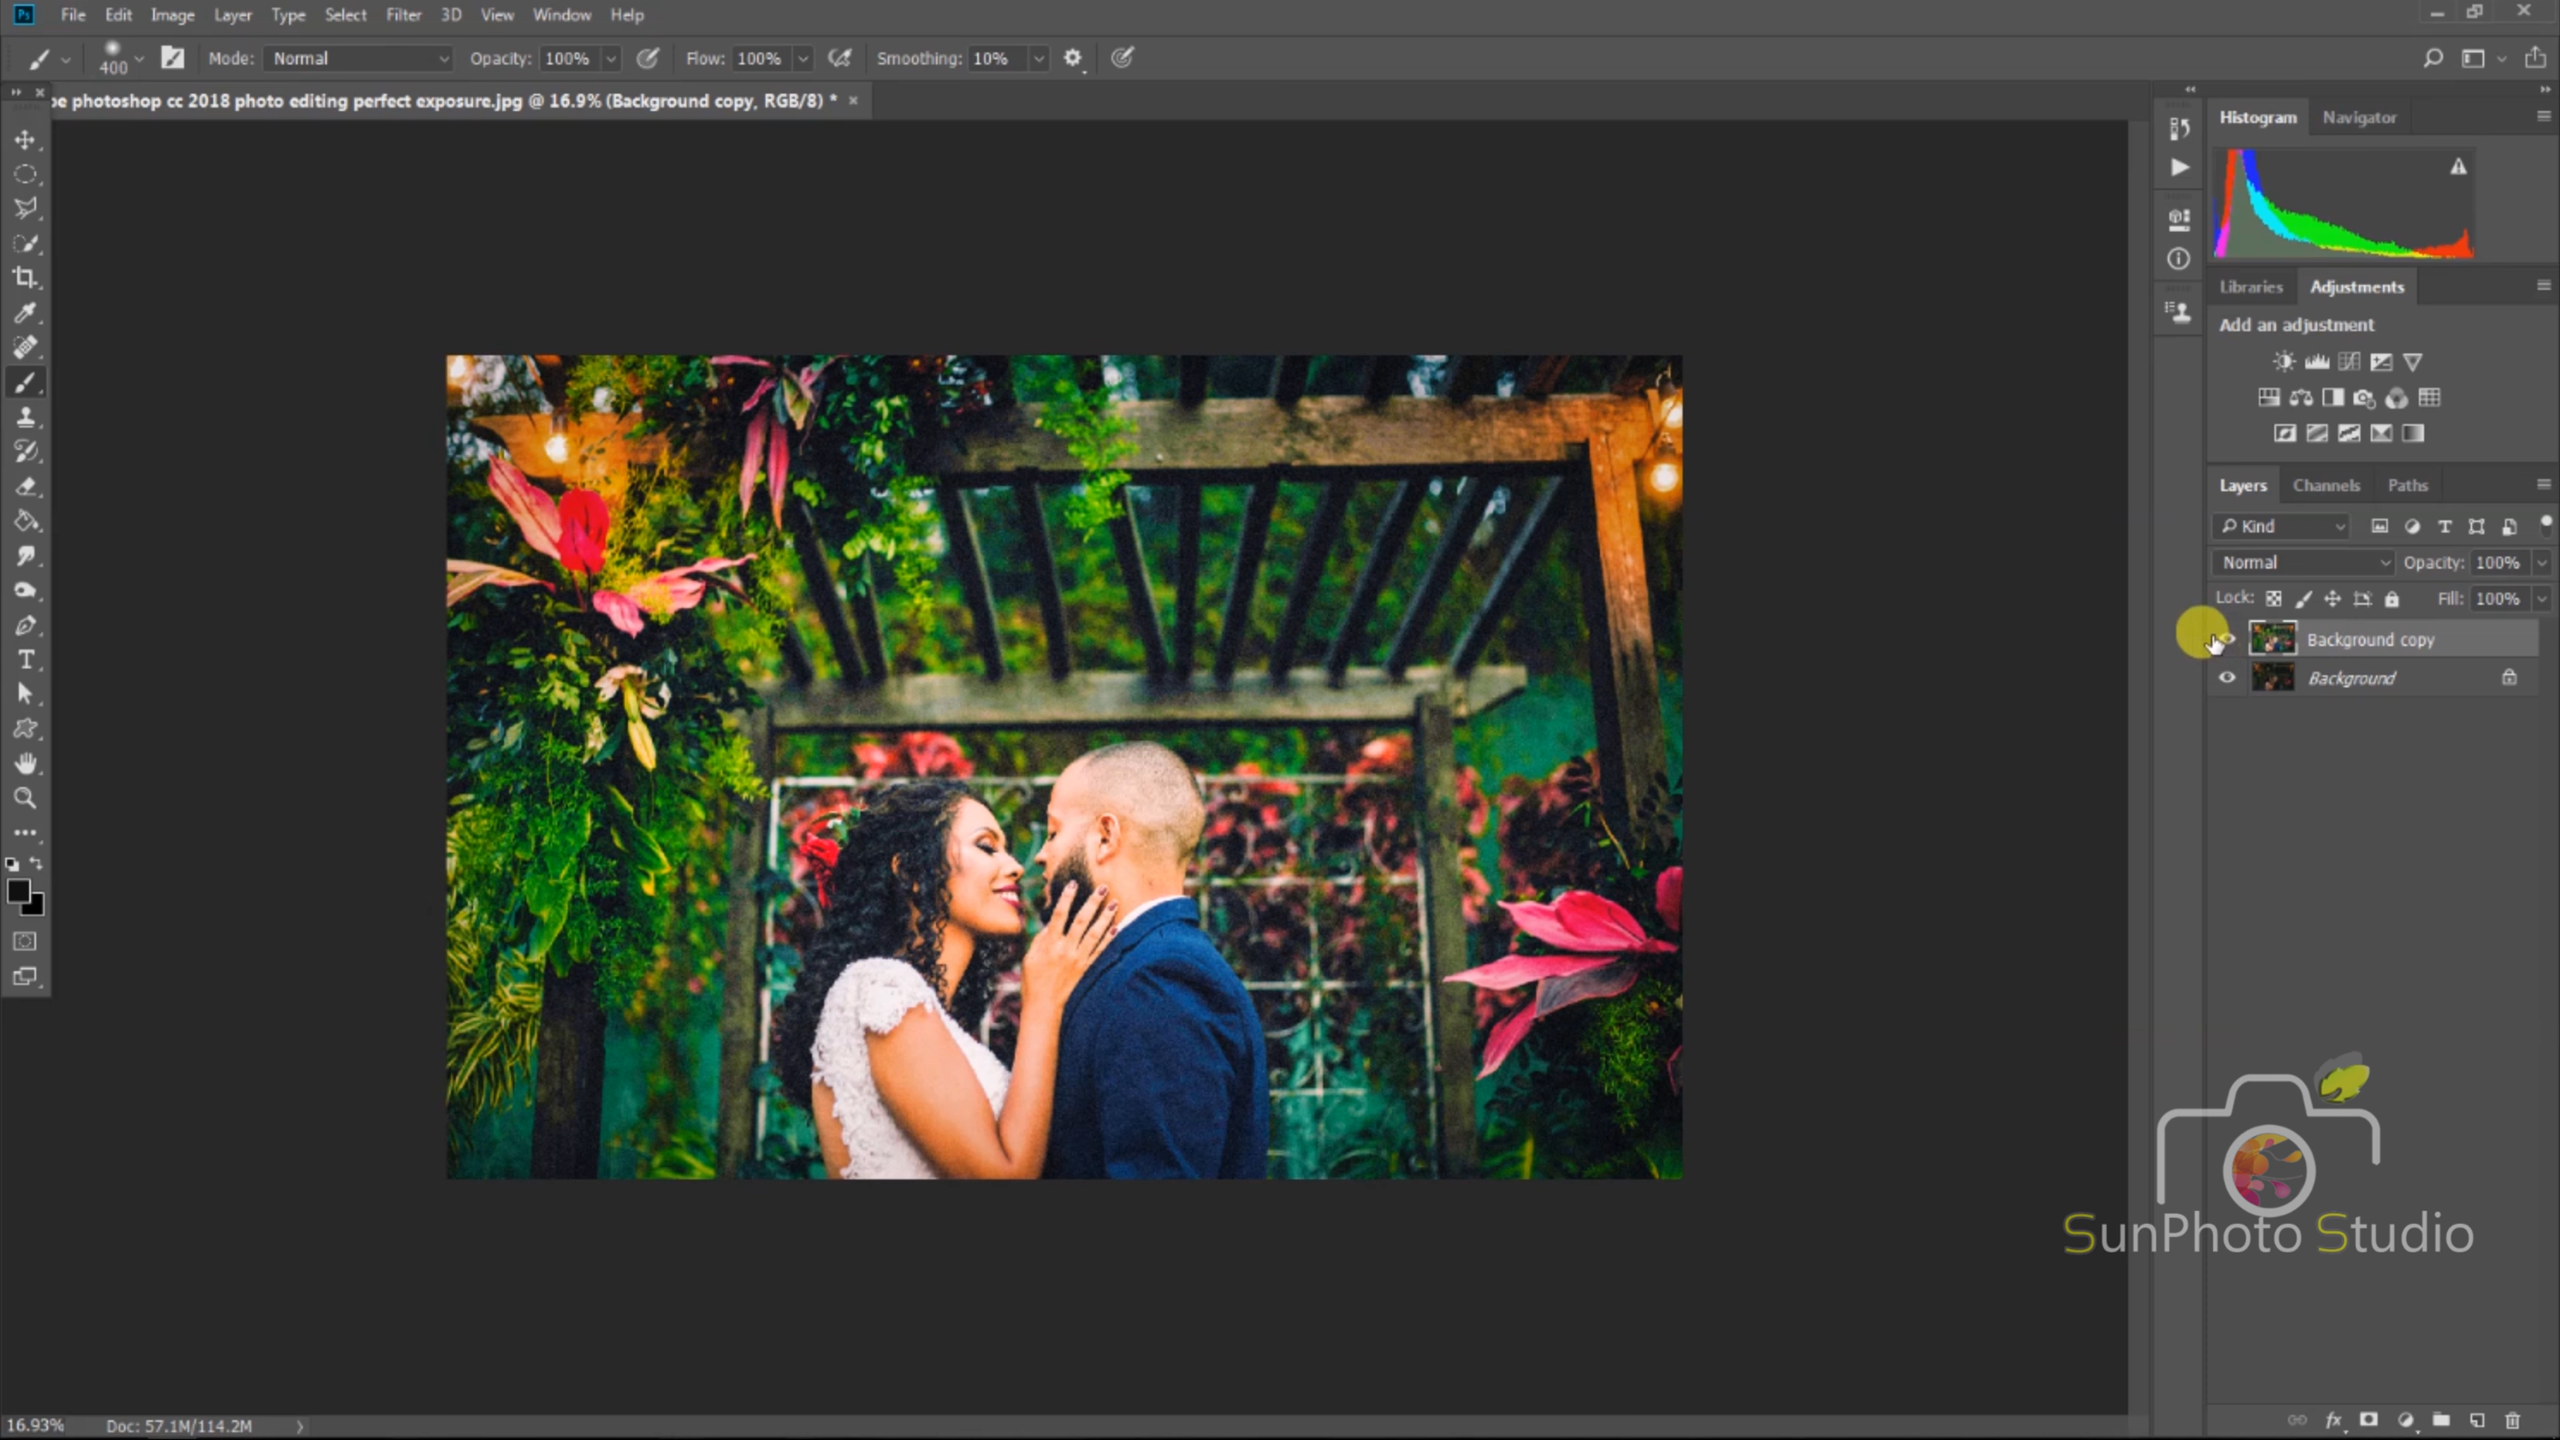 Ps File Edit Image Layer Type Select Filter 3D View Window Help
400 Mode: Normal Opacity: 100% Flow: 100% Smoothing: 10%
be photoshop cc 2018 photo editing perfect exposure.jpg @ 16.9% (Background copy, RGB/8) * ×
Histogram Navigator
Libraries Adjustments
Add an adjustment
Layers Channels Paths
Kind
Normal Opacity: 100%
Lock: Fill: 100%
Background copy
Background
SunPhoto Studio
16.93% Doc: 57.1M/114.2M